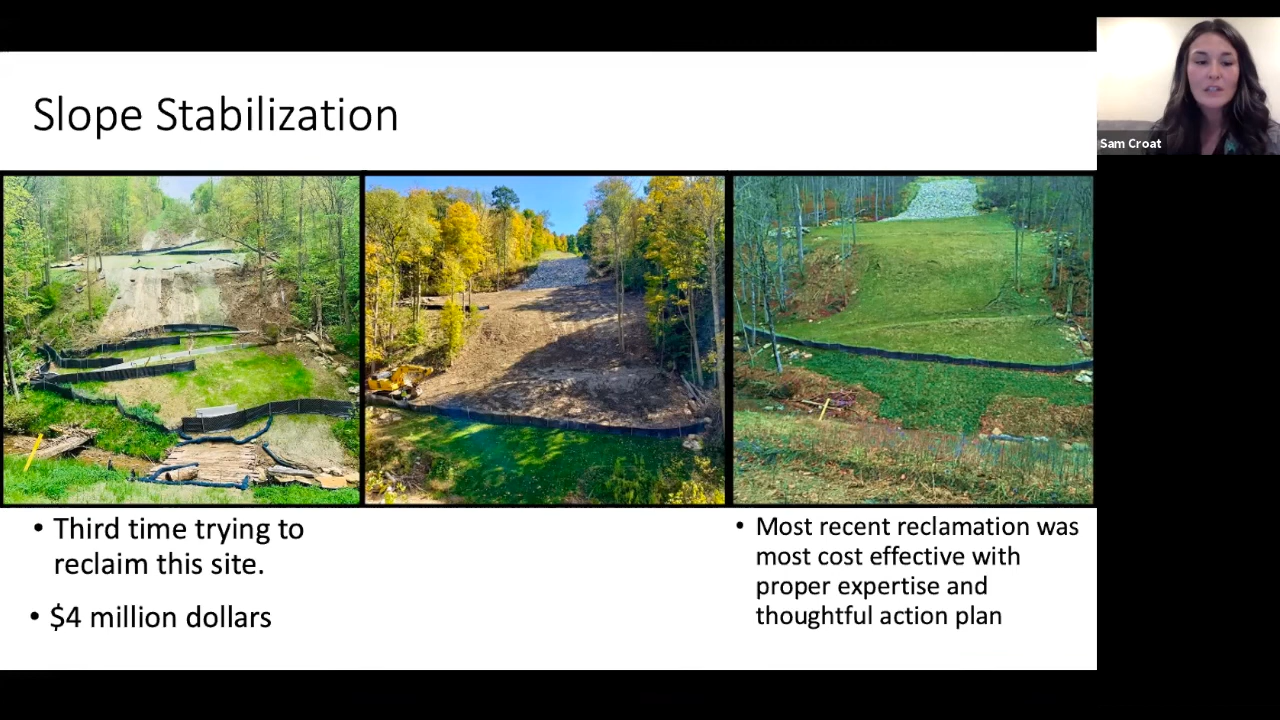 Slope Stabilization
Sam Croat
• Third time trying to
reclaim this site.
• $4 million dollars
• Most recent reclamation was
most cost effective with
proper expertise and
thoughtful action plan